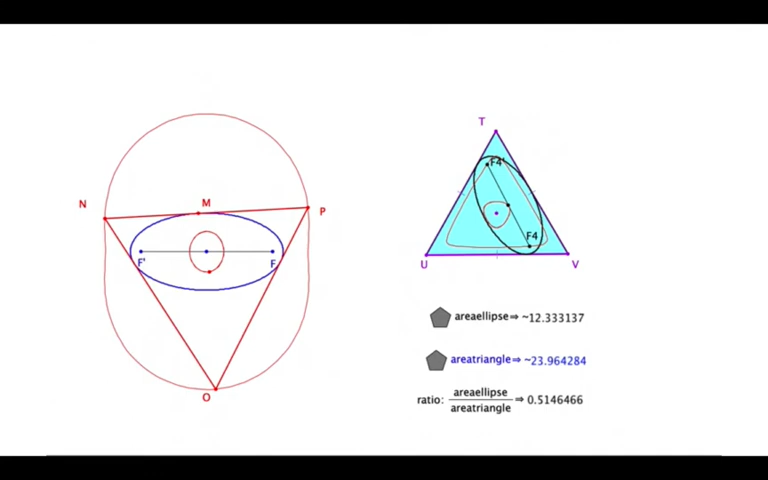 T
F4'
N
M
P
F4
F'
F
U
V
areaellipse⇒ ~12.333137
areatriangle⇒ ~23.964284
ratio: areaellipse/areatriangle ⇒ 0.5146466
O